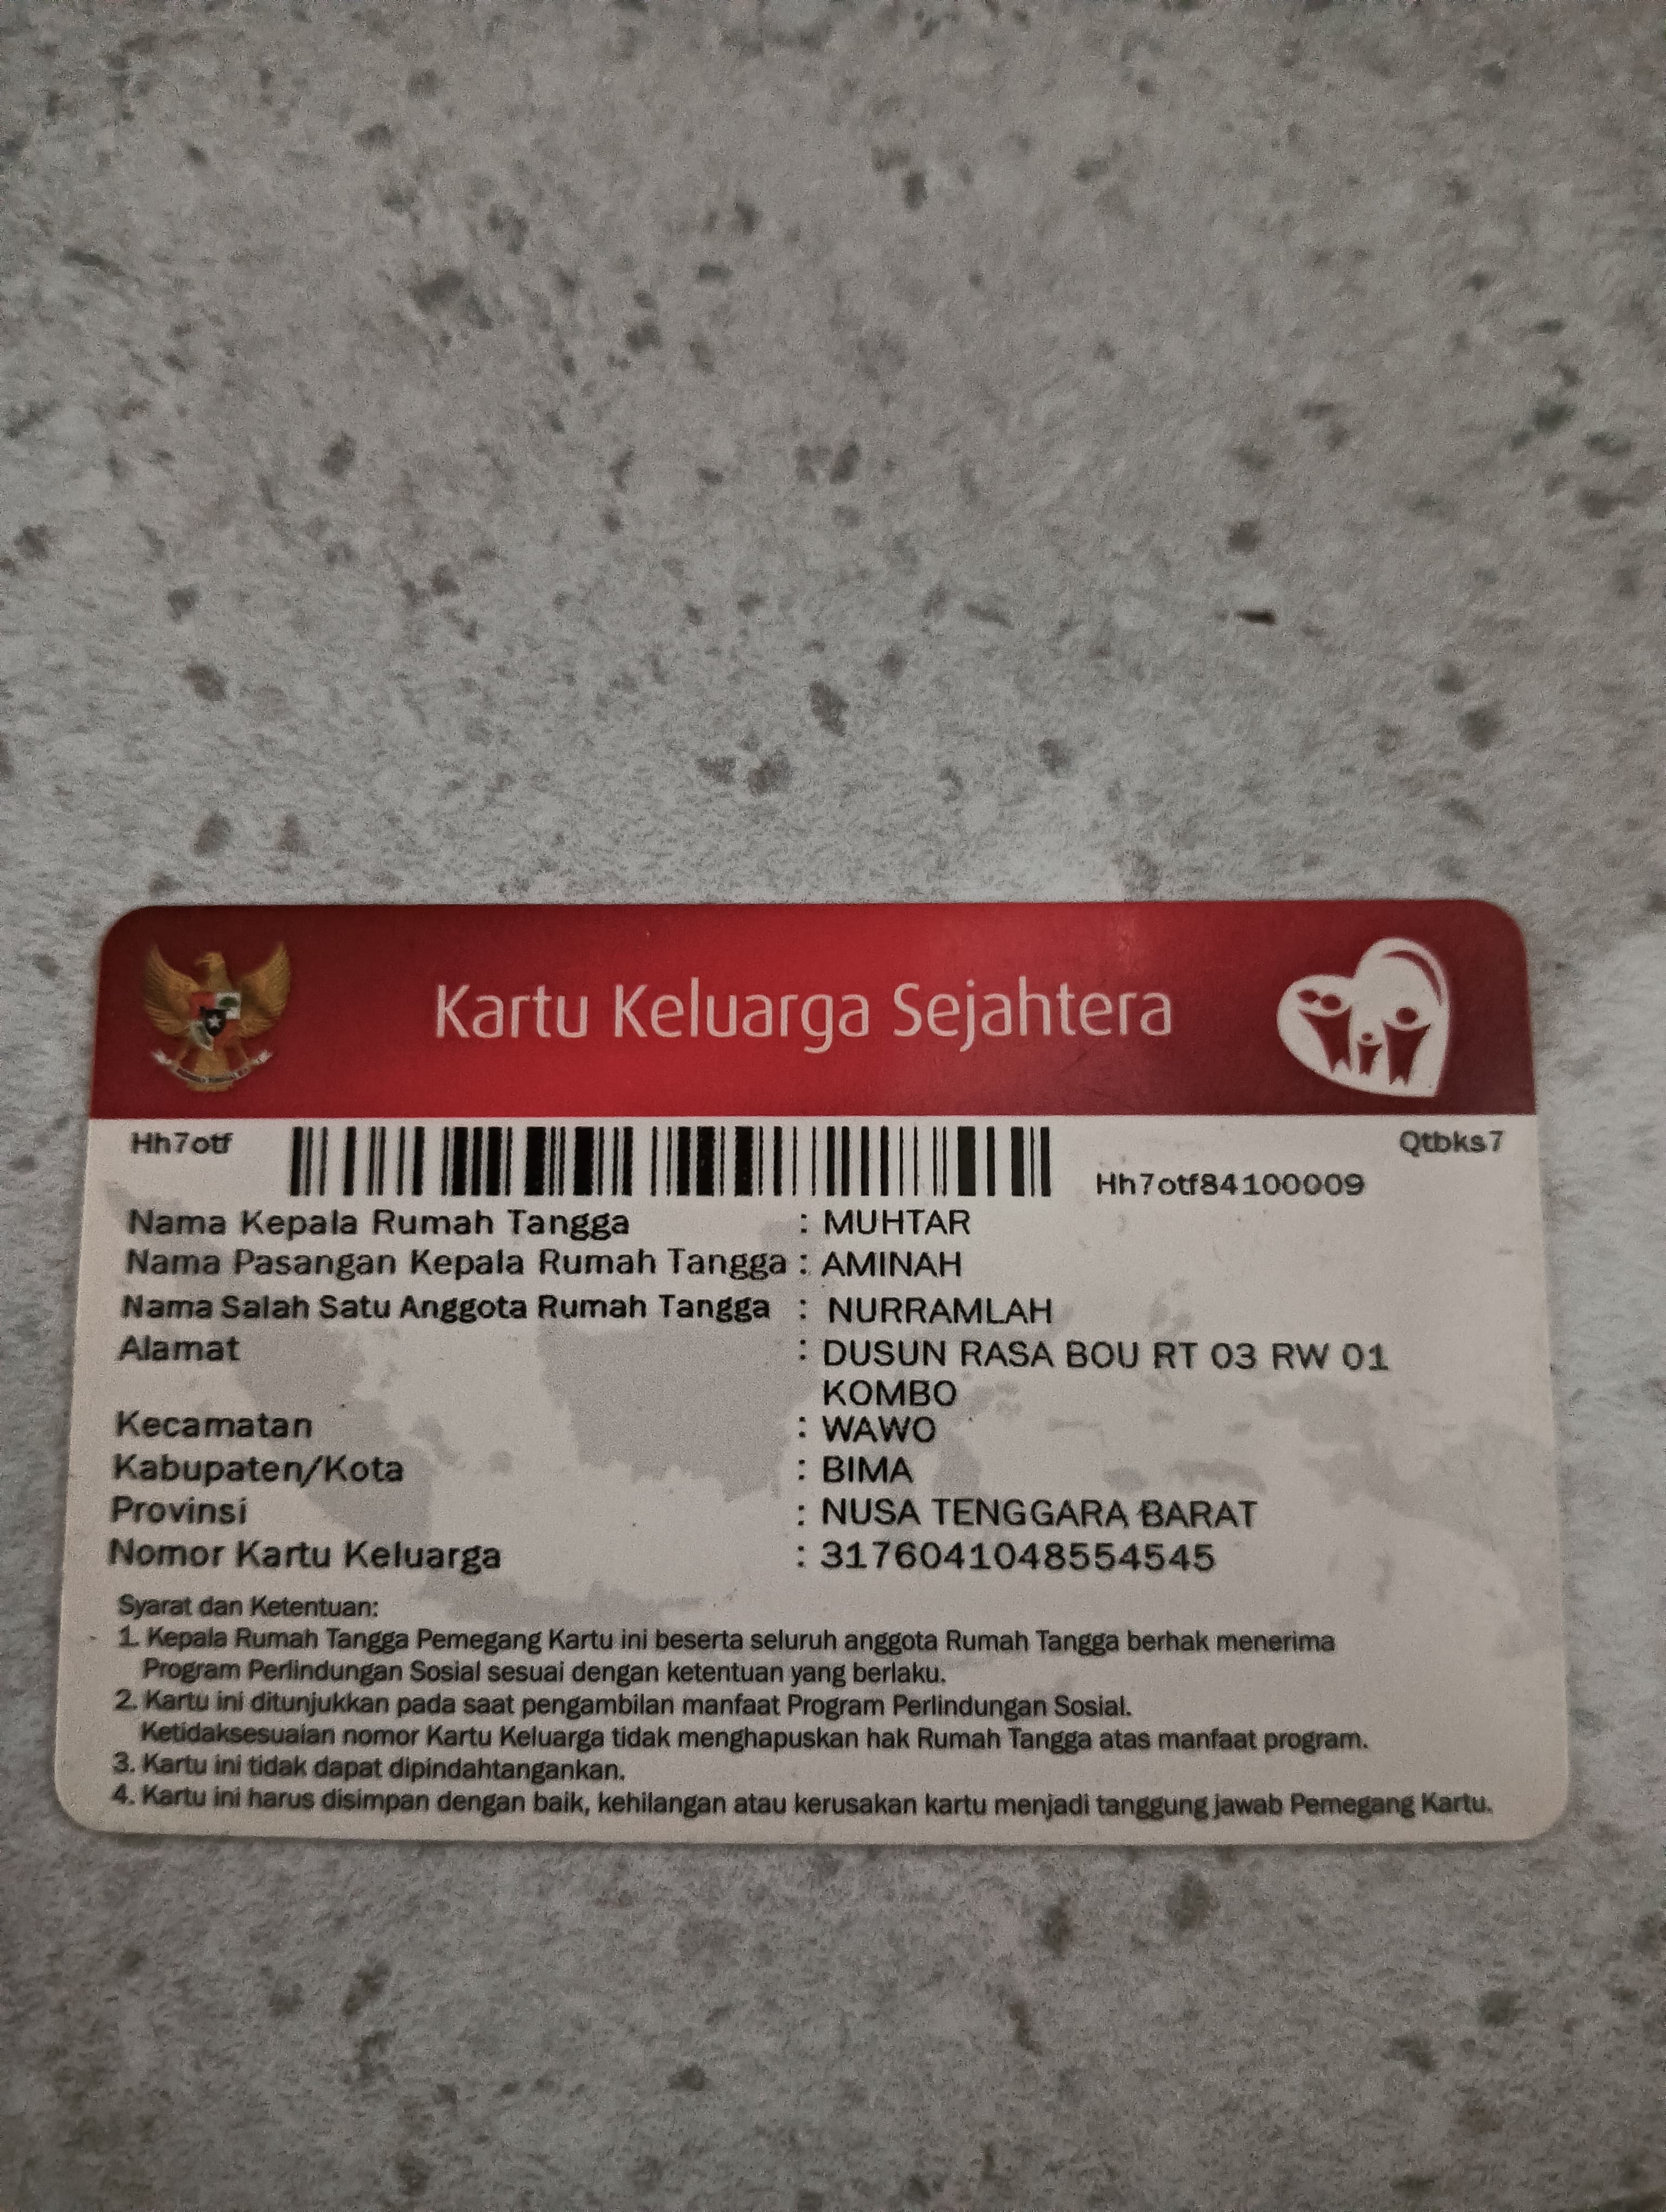 Kartu Keluarga Sejahtera
Hh7otf
Qtbks7
Hh7otf84100009
Nama Kepala Rumah Tangga : MUHTAR
Nama Pasangan Kepala Rumah Tangga : AMINAH
Nama Salah Satu Anggota Rumah Tangga : NURRAMLAH
Alamat : DUSUN RASA BOU RT 03 RW 01
KOMBO
Kecamatan : WAWO
Kabupaten/Kota : BIMA
Provinsi : NUSA TENGGARA BARAT
Nomor Kartu Keluarga : 3176041048554545
Syarat dan Ketentuan:
1. Kepala Rumah Tangga Pemegang Kartu ini beserta seluruh anggota Rumah Tangga berhak menerima
Program Perlindungan Sosial sesuai dengan ketentuan yang berlaku.
2. Kartu ini ditunjukkan pada saat pengambilan manfaat Program Perlindungan Sosial.
Ketidaksesuaian nomor Kartu Keluarga tidak menghapuskan hak Rumah Tangga atas manfaat program.
3. Kartu ini tidak dapat dipindahtangankan.
4. Kartu ini harus disimpan dengan baik, kehilangan atau kerusakan kartu menjadi tanggung jawab Pemegang Kartu.